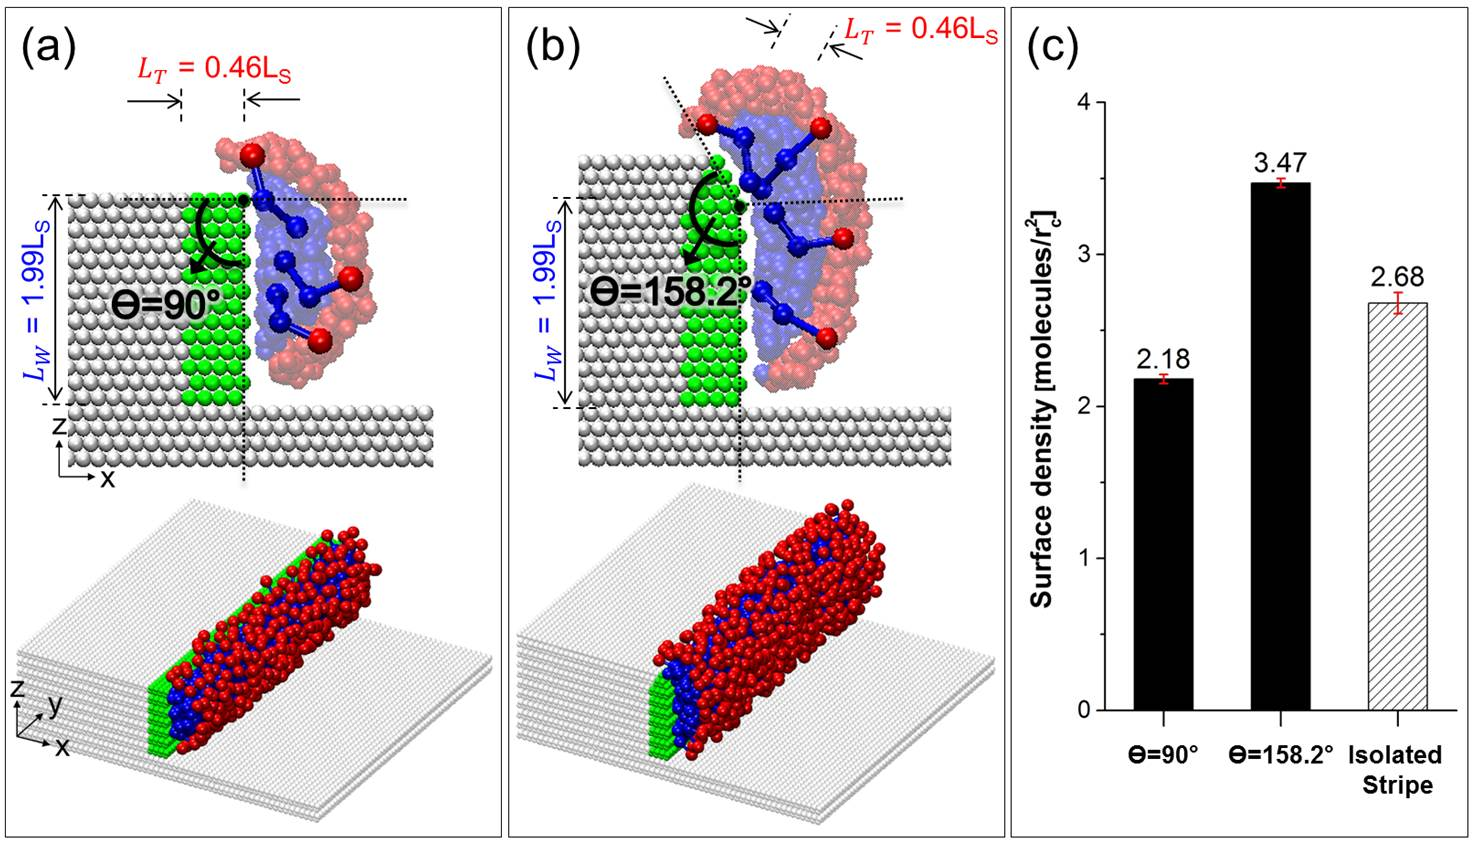 (a)
L_T = 0.46L_S
L_W = 1.99L_S
Θ=90°
z
x
z
y
x
(b)
L_T = 0.46L_S
L_W = 1.99L_S
Θ=158.2°
(c)
Surface density [molecules/r_c^2]
4
3
2
1
0
2.18
3.47
2.68
Θ=90°
Θ=158.2°
Isolated
Stripe